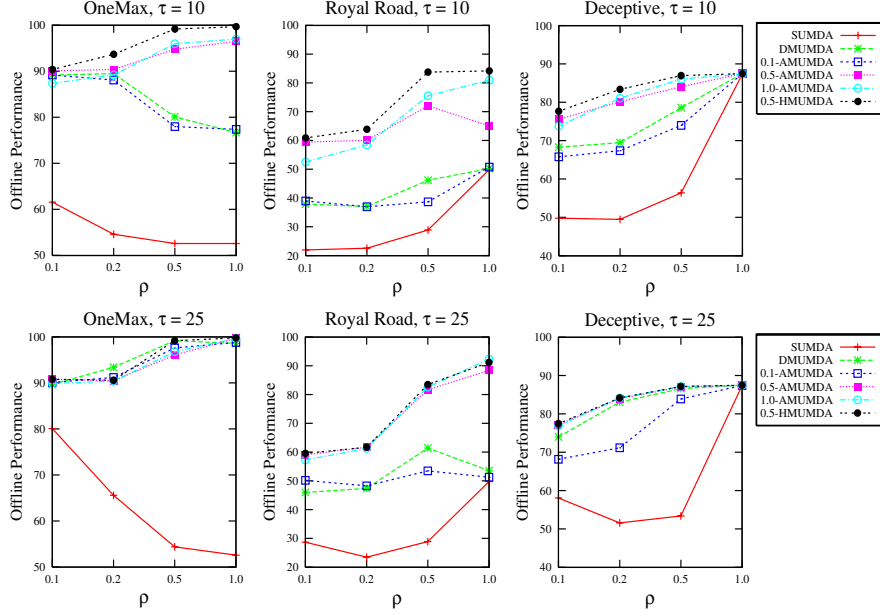 OneMax, τ = 10
Offline Performance
100
90
80
70
60
50
0.1
0.2
0.5
1.0
ρ
Royal Road, τ = 10
Offline Performance
100
90
80
70
60
50
40
30
20
0.1
0.2
0.5
1.0
ρ
Deceptive, τ = 10
Offline Performance
100
90
80
70
60
50
40
0.1
0.2
0.5
1.0
ρ
SUMDA
DMUMDA
0.1-AMUMDA
0.5-AMUMDA
1.0-AMUMDA
0.5-HMUMDA
OneMax, τ = 25
Offline Performance
100
90
80
70
60
50
0.1
0.2
0.5
1.0
ρ
Royal Road, τ = 25
Offline Performance
100
90
80
70
60
50
40
30
20
0.1
0.2
0.5
1.0
ρ
Deceptive, τ = 25
Offline Performance
100
90
80
70
60
50
40
0.1
0.2
0.5
1.0
ρ
SUMDA
DMUMDA
0.1-AMUMDA
0.5-AMUMDA
1.0-AMUMDA
0.5-HMUMDA